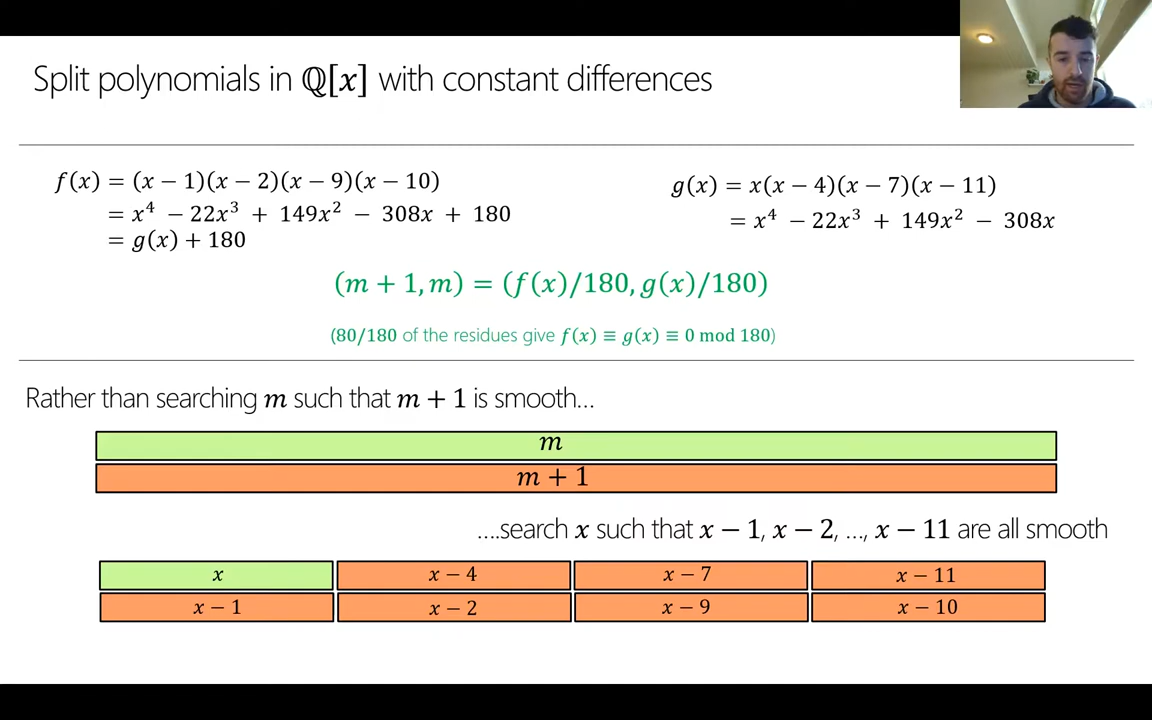 Split polynomials in ℚ[x] with constant differences
f(x) = (x − 1)(x − 2)(x − 9)(x − 10)
= x⁴ − 22x³ + 149x² − 308x + 180
= g(x) + 180
g(x) = x(x − 4)(x − 7)(x − 11)
= x⁴ − 22x³ + 149x² − 308x
(m + 1, m) = (f(x)/180, g(x)/180)
(80/180 of the residues give f(x) ≡ g(x) ≡ 0 mod 180)
Rather than searching m such that m + 1 is smooth...
m
m + 1
....search x such that x − 1, x − 2, ..., x − 11 are all smooth
x x − 4 x − 7 x − 11
x − 1 x − 2 x − 9 x − 10